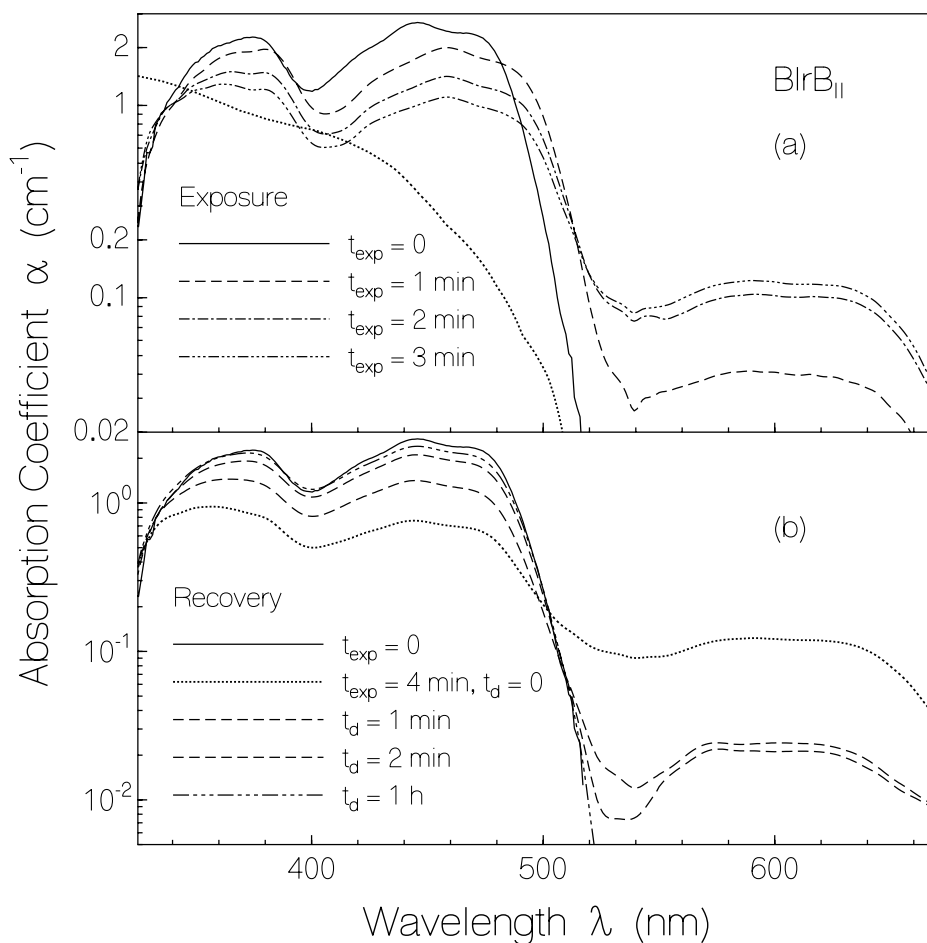 Absorption Coefficient α (cm⁻¹)
2
1
0.2
0.1
0.02
BlrB_II
(a)
Exposure
t_exp = 0
t_exp = 1 min
t_exp = 2 min
t_exp = 3 min
10⁰
10⁻¹
10⁻²
(b)
Recovery
t_exp = 0
t_exp = 4 min, t_d = 0
t_d = 1 min
t_d = 2 min
t_d = 1 h
400 500 600
Wavelength λ (nm)